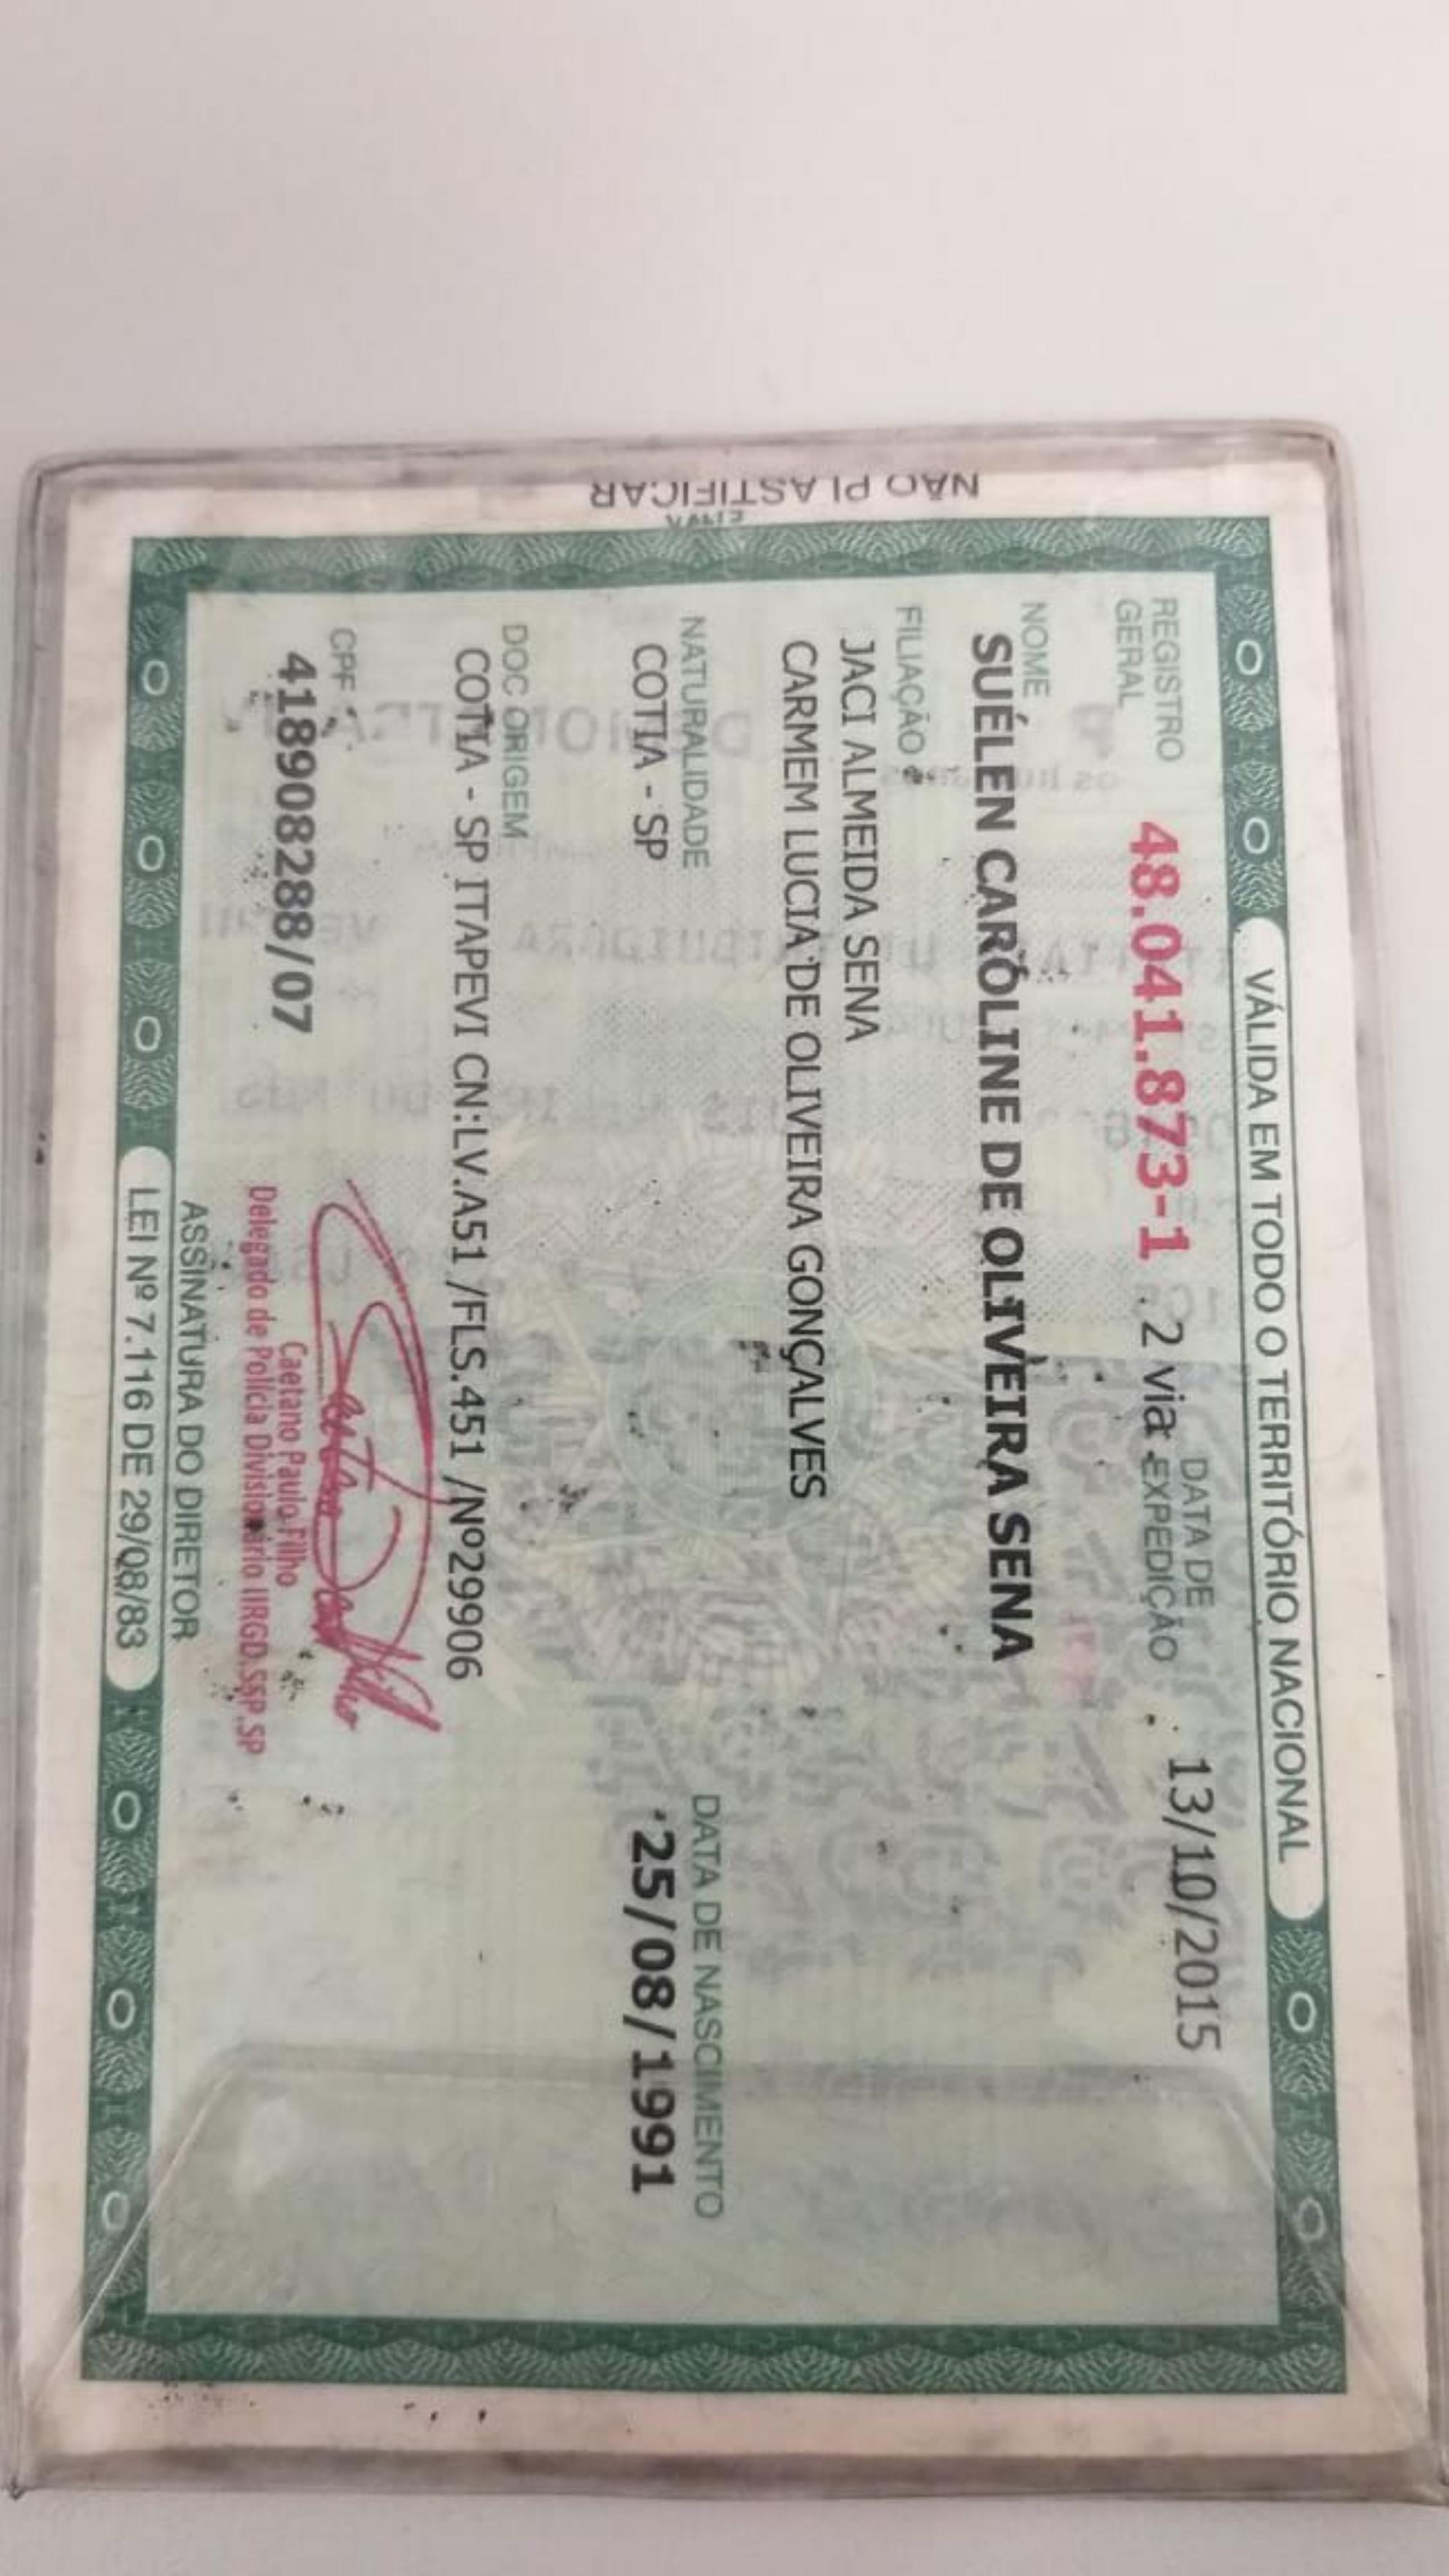 NÃO PLASTIFICAR
VÁLIDA EM TODO O TERRITÓRIO NACIONAL
REGISTRO GERAL 48.041.873-1 2 via DATA DE EXPEDIÇÃO 13/10/2015
NOME
SUÉLEN CAROLINE DE OLIVEIRA SENA
FILIAÇÃO
JACI ALMEIDA SENA
CARMEM LUCIA DE OLIVEIRA GONÇALVES
NATURALIDADE DATA DE NASCIMENTO
COTIA - SP 25/08/1991
DOC ORIGEM
COTIA - SP ITAPEVI CN:LV.A51 /FLS.451 /Nº29906
CPF
418908288/07
Caetano Paulo Filho
Delegado de Polícia Divisionário IIRGD.SSP.SP
ASSINATURA DO DIRETOR
LEI Nº 7.116 DE 29/08/83